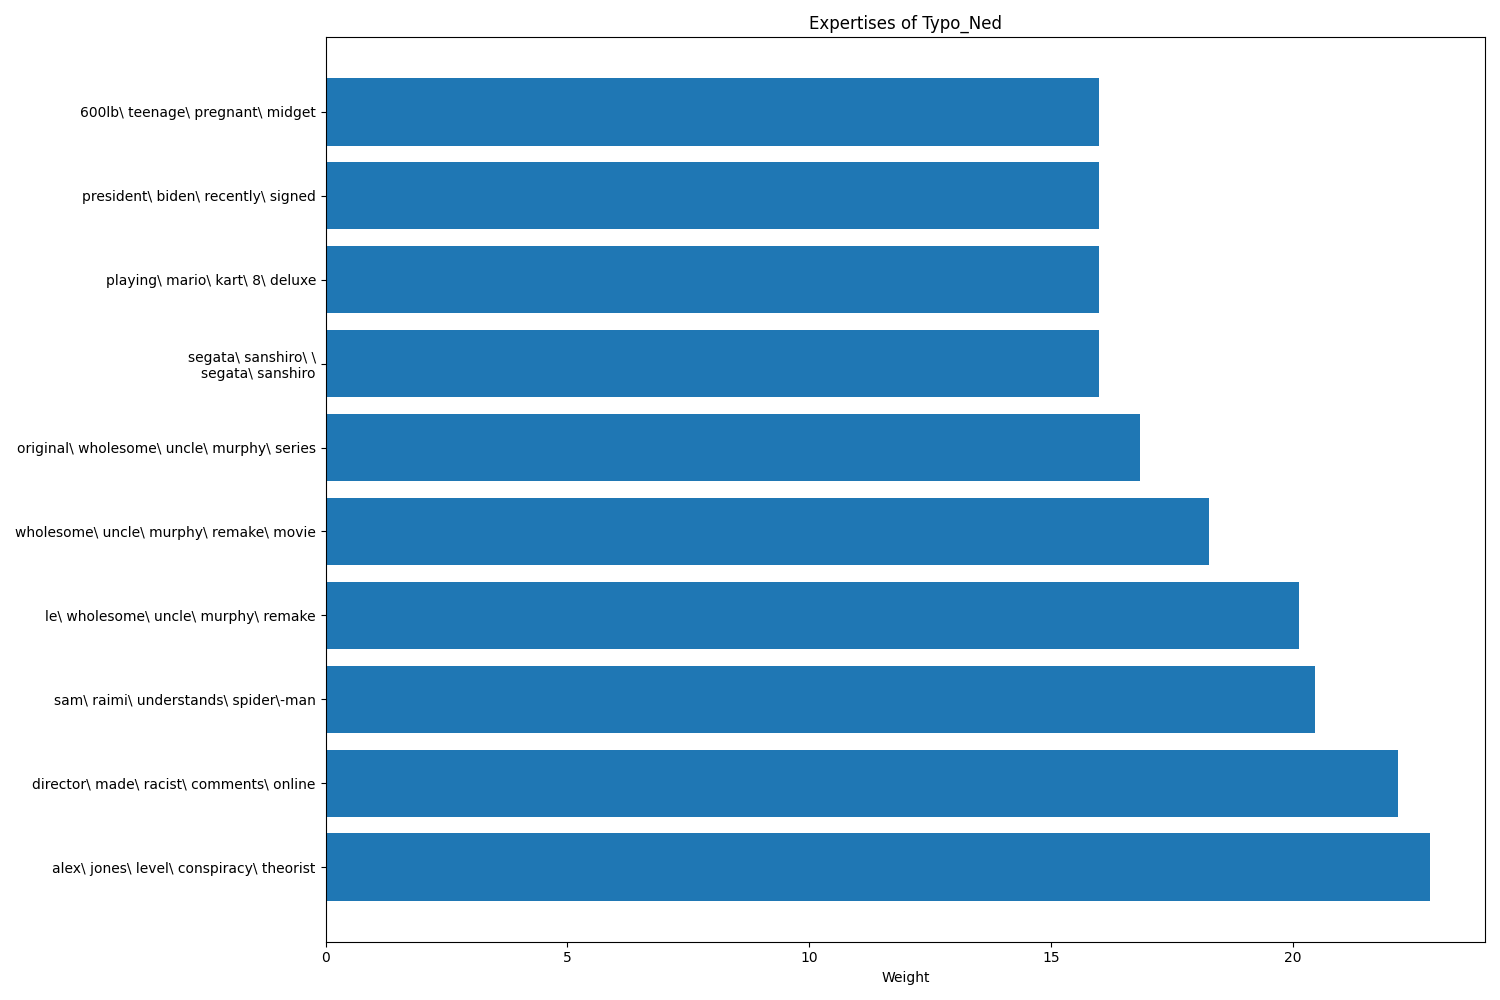 Expertises of Typo_Ned
600lb\ teenage\ pregnant\ midget
president\ biden\ recently\ signed
playing\ mario\ kart\ 8\ deluxe
segata\ sanshiro\ \
segata\ sanshiro
original\ wholesome\ uncle\ murphy\ series
wholesome\ uncle\ murphy\ remake\ movie
le\ wholesome\ uncle\ murphy\ remake
sam\ raimi\ understands\ spider\-man
director\ made\ racist\ comments\ online
alex\ jones\ level\ conspiracy\ theorist
0 5 10 15 20
Weight